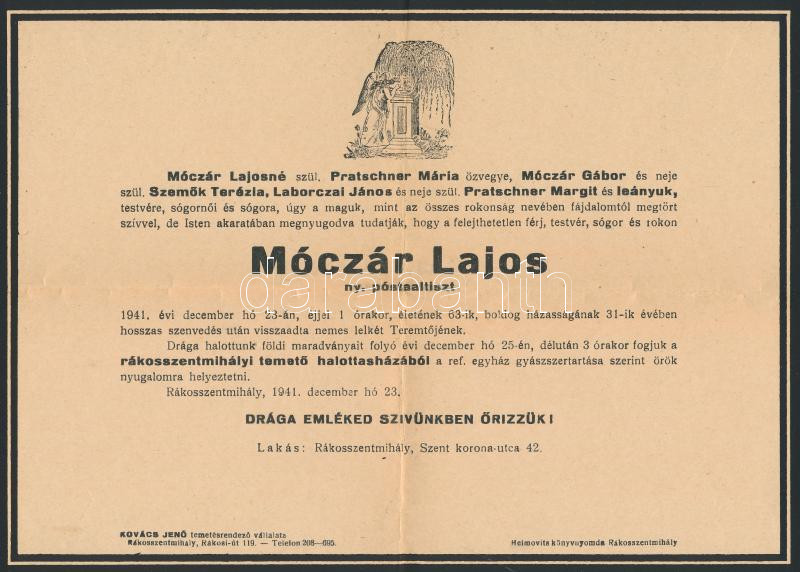 Móczár Lajosné szül. Pratschner Mária özvegye, Móczár Gábor és neje
szül. Szemők Terézia, Laborczai János és neje szül. Pratschner Margit és leányuk,
testvére, sógornői és sógora, úgy a maguk, mint az összes rokonság nevében fájdalomtól megtört
szívvel, de Isten akaratában megnyugodva tudatják, hogy a felejthetetlen férj, testvér, sógor és rokon
Móczár Lajos
ny. póstaaltiszt
darabanth
1941. évi december hó 23-án, éjjel 1 órakor, életének 63-ik, boldog házasságának 31-ik évében
hosszas szenvedés után visszaadta nemes lelkét Teremtőjének.
Drága halottunk földi maradványait folyó évi december hó 25-én, délután 3 órakor fogjuk a
rákosszentmihályi temető halottasházából a ref. egyház gyászszertartása szerint örök
nyugalomra helyeztetni.
Rákosszentmihály, 1941. december hó 23.
DRÁGA EMLÉKED SZIVÜNKBEN ŐRIZZÜK!
Lakás: Rákosszentmihály, Szent korona-utca 42.
KOVÁCS JENŐ temetésrendező vállalata
Rákosszentmihály, Rákosi-út 119. — Telefon 208—695.
Heimovits könyvnyomda Rákosszentmihály